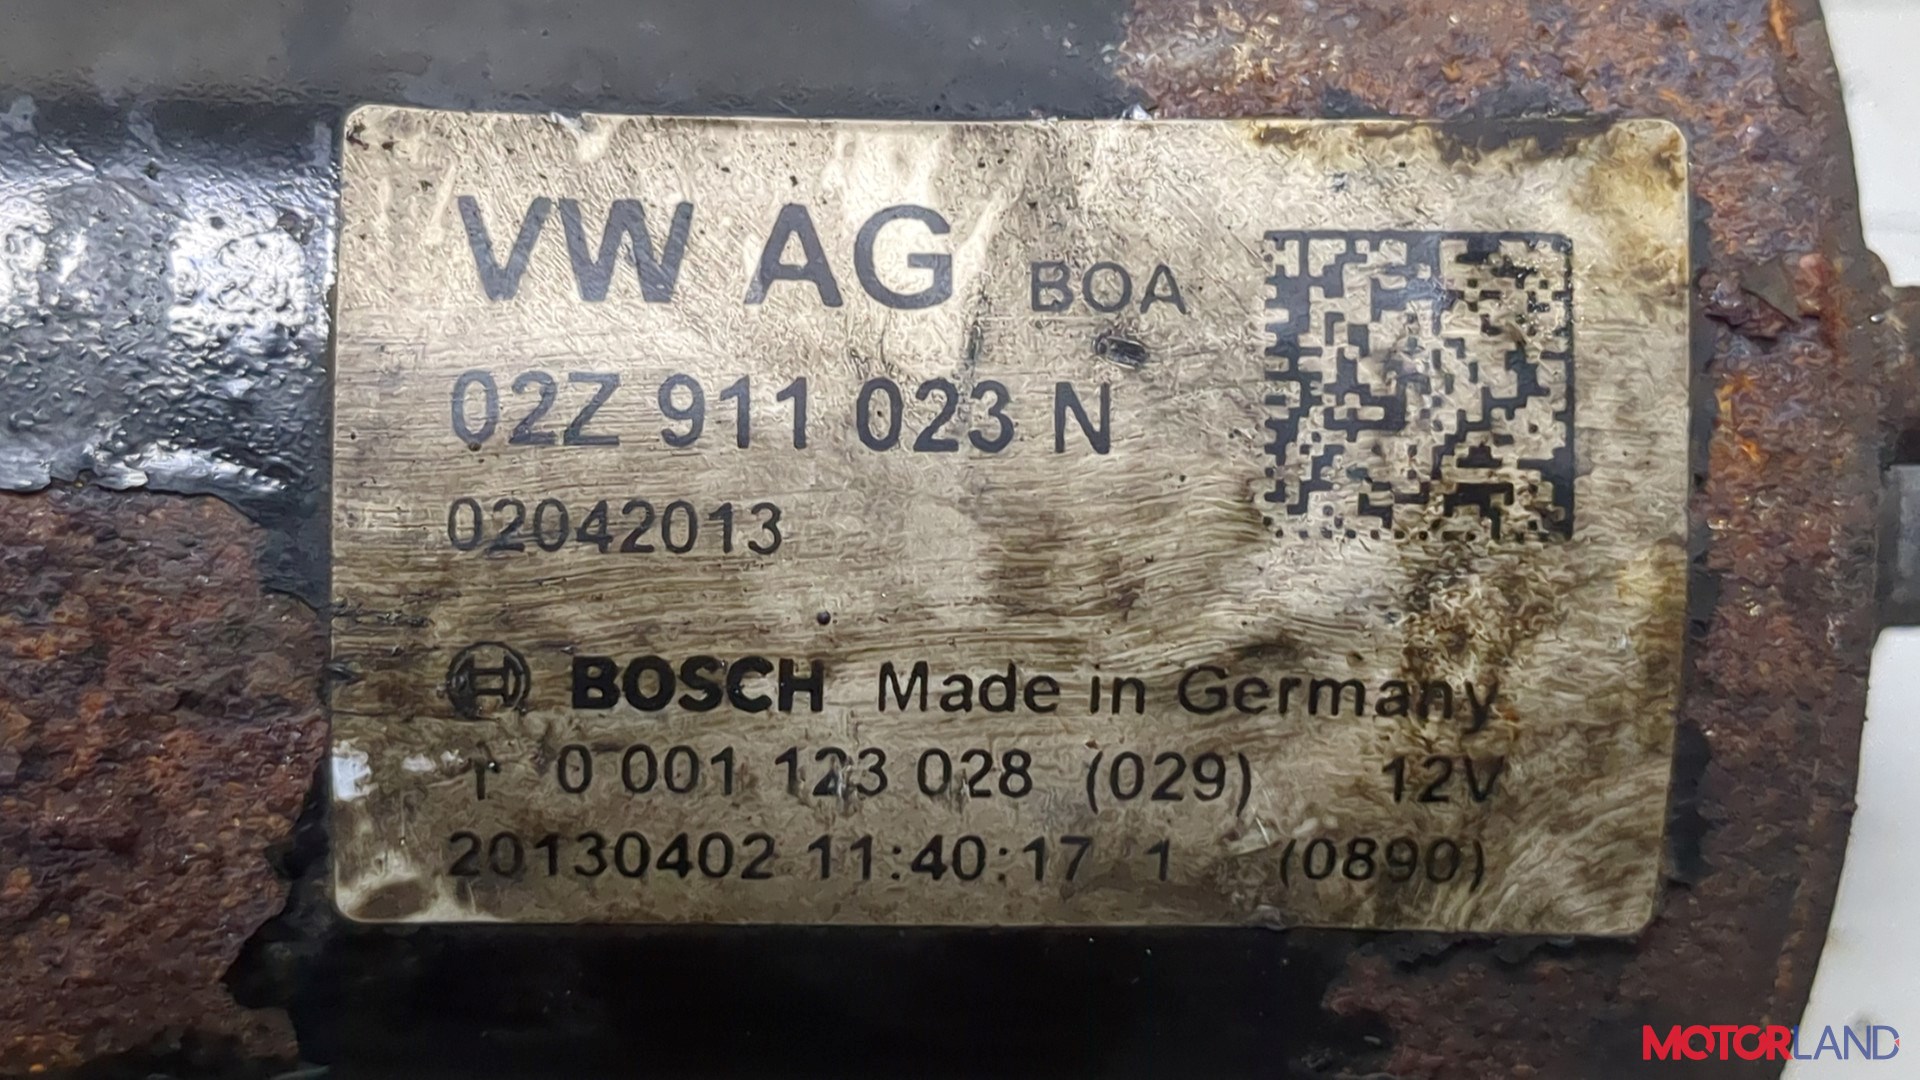 VW AG BOA
02Z 911 023 N
02042013
BOSCH Made in Germany
0 001 123 028 (029) 12V
20130402 11:40:17 1 (0890)
MOTORLAND